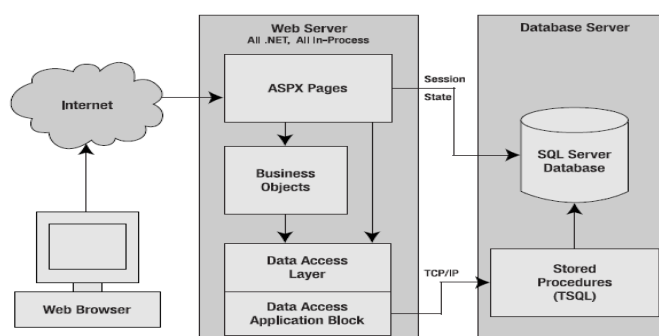 Web Server
All .NET, All In-Process
Database Server
ASPX Pages
Session
State
Internet
SQL Server
Database
Business
Objects
Data Access
Layer
TCP/IP
Stored
Procedures
(TSQL)
Web Browser
Data Access
Application Block